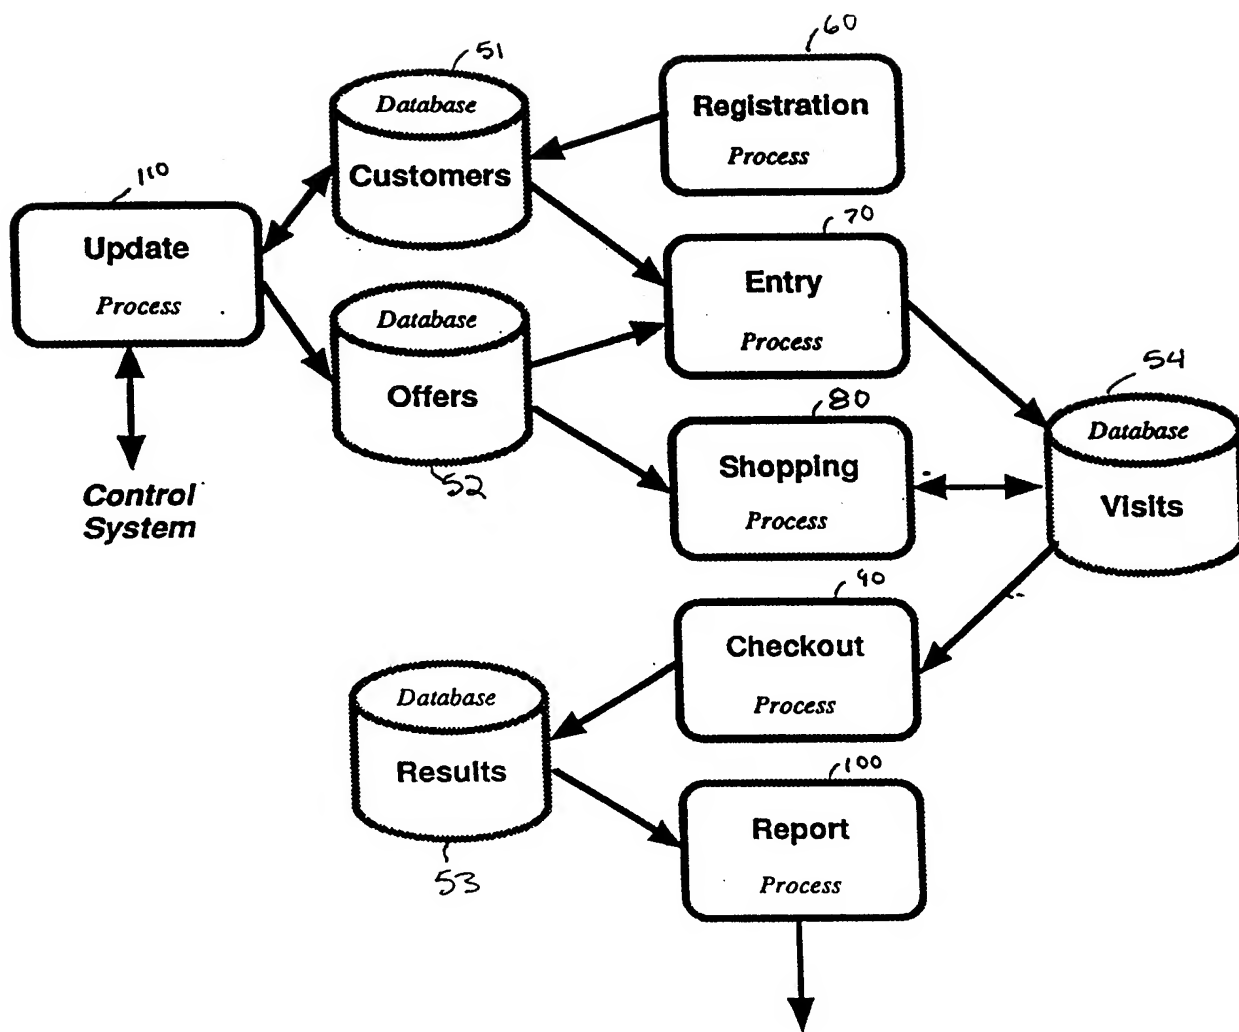 60
51
Database
Registration
Process
Customers
110
Update
Process
70
Entry
Process
Database
Offers
52
54
80
Database
Shopping
Process
Visits
Control
System
90
Checkout
Process
Database
Results
53
100
Report
Process